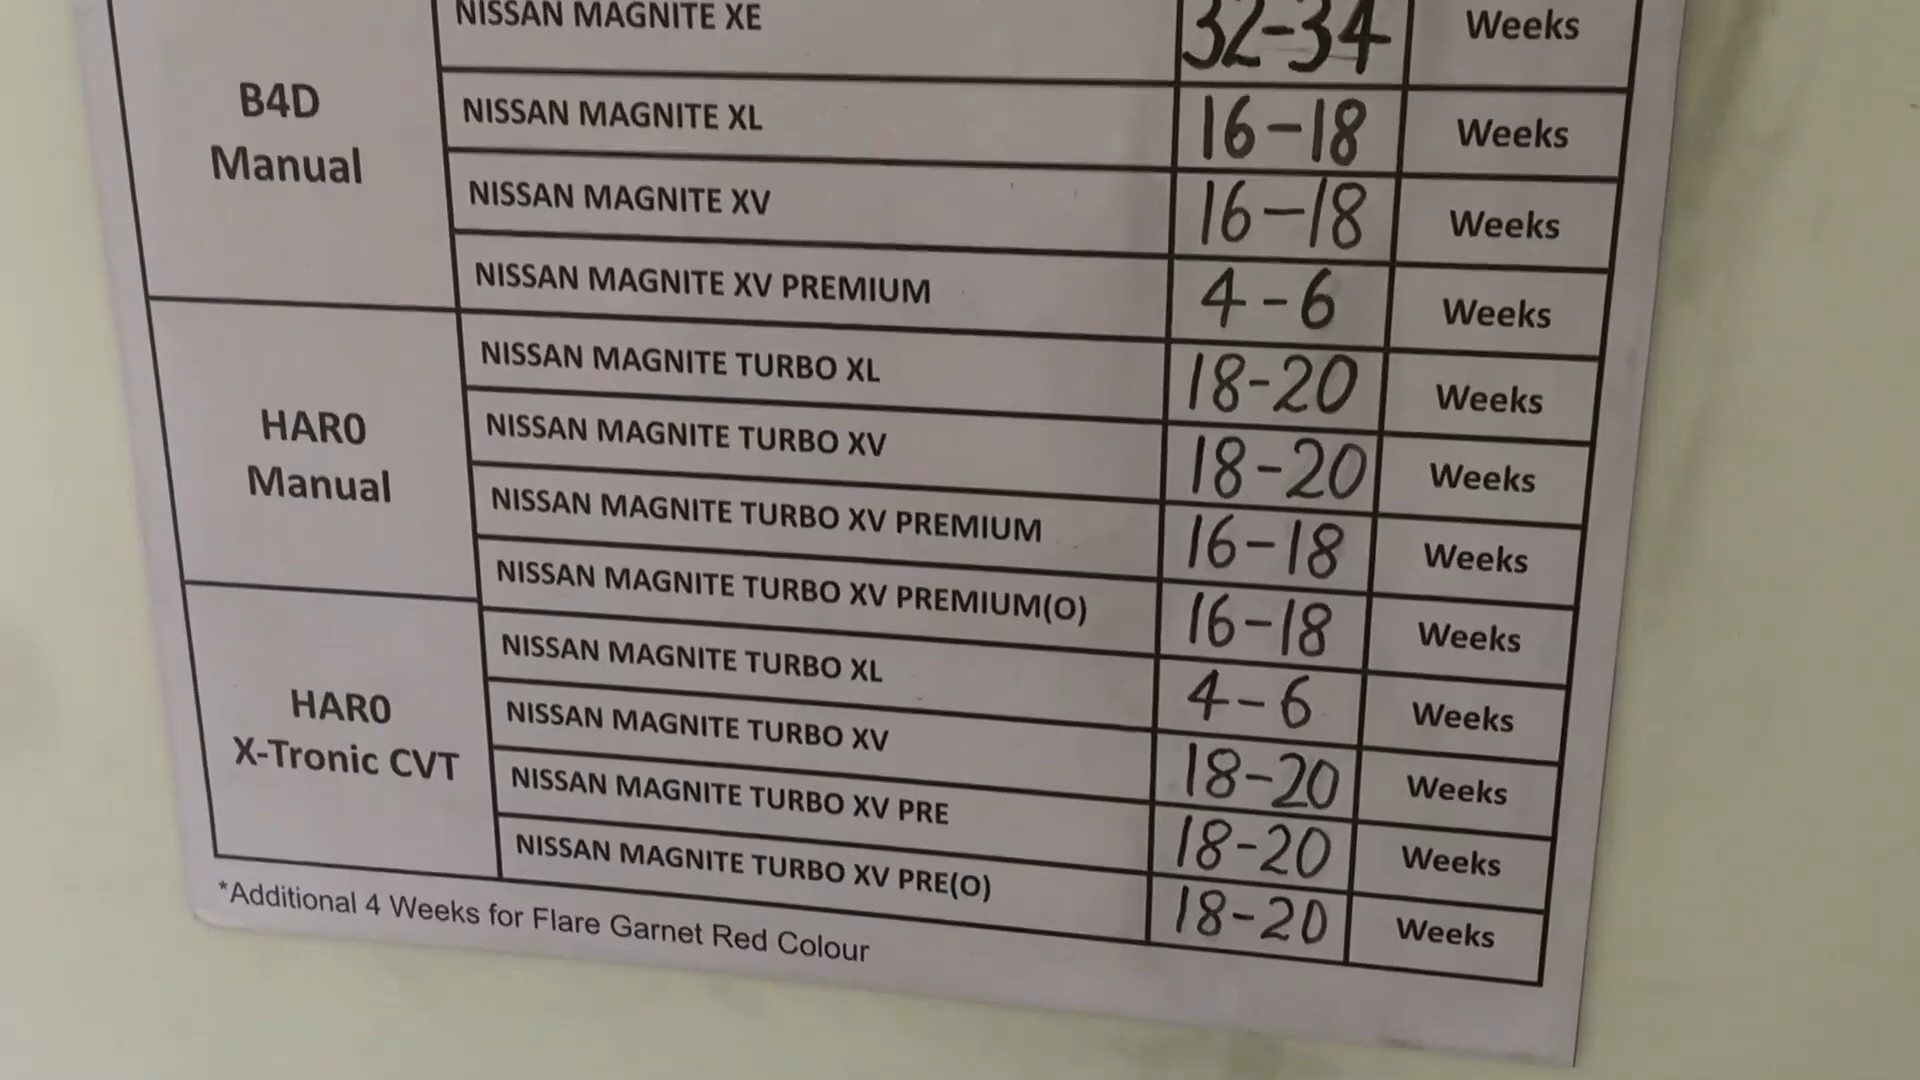 NISSAN MAGNITE XE 32-34 Weeks
B4D
Manual
NISSAN MAGNITE XL 16-18 Weeks
NISSAN MAGNITE XV 16-18 Weeks
NISSAN MAGNITE XV PREMIUM 4-6 Weeks
HAR0
Manual
NISSAN MAGNITE TURBO XL 18-20 Weeks
NISSAN MAGNITE TURBO XV 18-20 Weeks
NISSAN MAGNITE TURBO XV PREMIUM 16-18 Weeks
NISSAN MAGNITE TURBO XV PREMIUM(O) 16-18 Weeks
HAR0
X-Tronic CVT
NISSAN MAGNITE TURBO XL 4-6 Weeks
NISSAN MAGNITE TURBO XV 18-20 Weeks
NISSAN MAGNITE TURBO XV PRE 18-20 Weeks
NISSAN MAGNITE TURBO XV PRE(O) 18-20 Weeks
*Additional 4 Weeks for Flare Garnet Red Colour